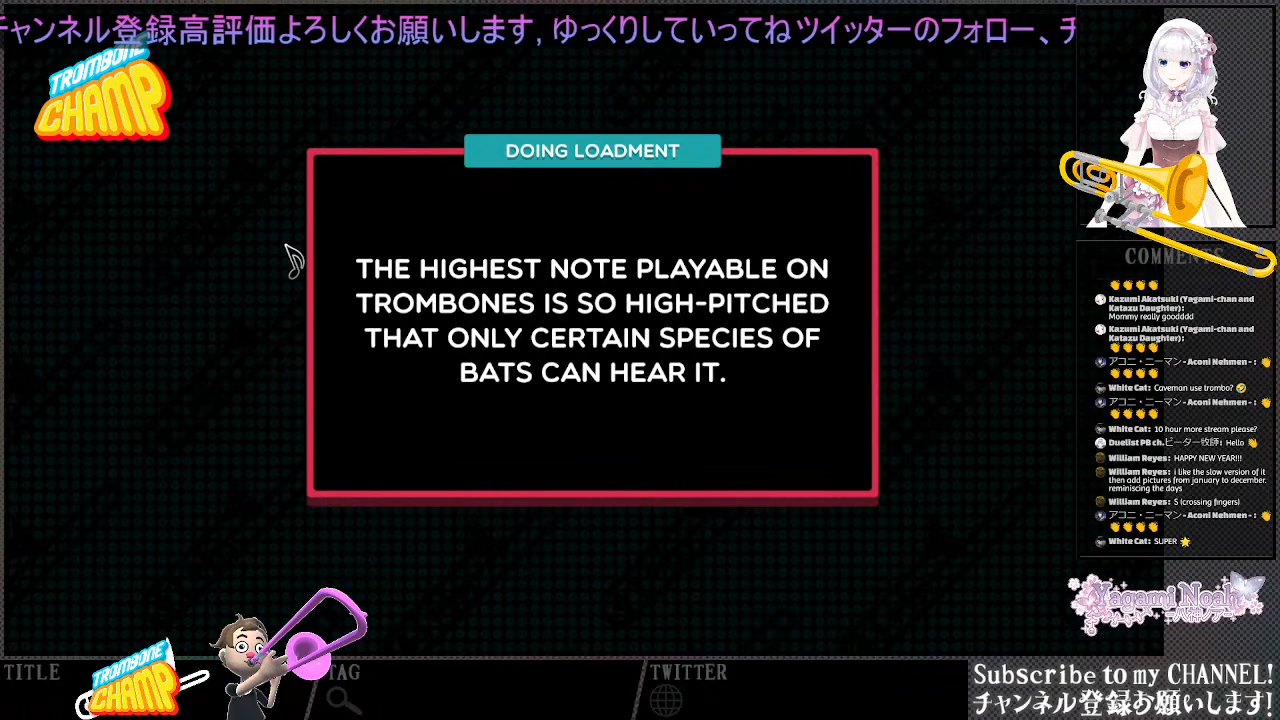 チャンネル登録高評価よろしくお願いします, ゆっくりしていってねツイッターのフォロー、チ
TROMBONE
CHAMP
DOING LOADMENT
THE HIGHEST NOTE PLAYABLE ON
TROMBONES IS SO HIGH-PITCHED
THAT ONLY CERTAIN SPECIES OF
BATS CAN HEAR IT.
COMMENTS
👏👏👏👏
Kazumi Akatsuki (Yagami-chan and
Katazu Daughter):
Mommy really goodddd
Kazumi Akatsuki (Yagami-chan and
Katazu Daughter):
👏👏👏👏
アコニ・ニーマン - Aconi Nehmen - : 👏
👏👏👏👏
White Cat: Caveman use trombo? 🤣
アコニ・ニーマン - Aconi Nehmen - : 👏
👏👏👏👏
White Cat: 10 hour more stream please?
Duelist PB ch.ピーター牧師: Hello 👏
William Reyes: HAPPY NEW YEAR!!!
William Reyes: i like the slow version of it
then add pictures from january to december.
reminiscing the days
William Reyes: S (crossing fingers)
アコニ・ニーマン - Aconi Nehmen - : 👏
👏👏👏👏
White Cat: SUPER 🌟
Yagami Noah
TITLE
TROMBONE
CHAMP
TAG
TWITTER
Subscribe to my CHANNEL!
チャンネル登録お願いします!